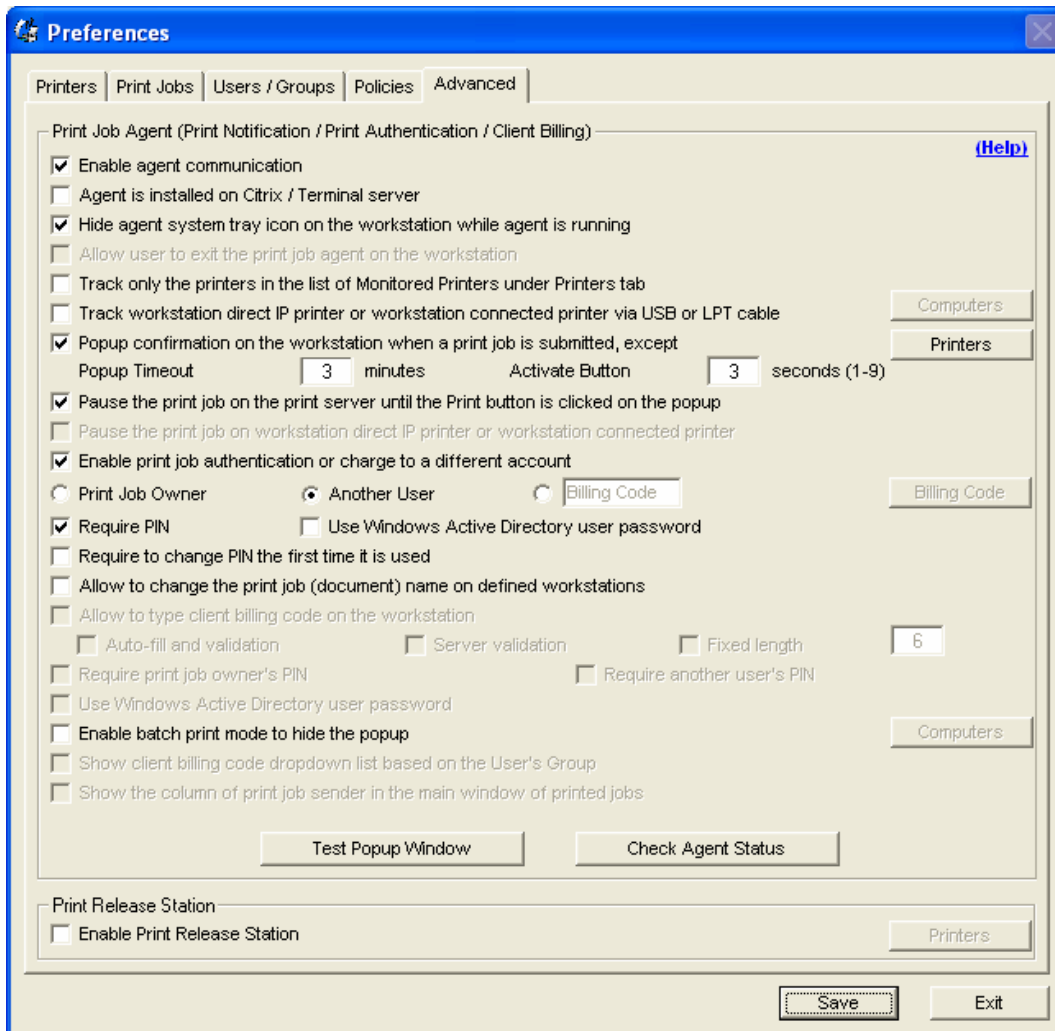 Preferences
Printers Print Jobs Users / Groups Policies Advanced
Print Job Agent (Print Notification / Print Authentication / Client Billing)
(Help)
Enable agent communication
Agent is installed on Citrix / Terminal server
Hide agent system tray icon on the workstation while agent is running
Allow user to exit the print job agent on the workstation
Track only the printers in the list of Monitored Printers under Printers tab
Track workstation direct IP printer or workstation connected printer via USB or LPT cable Computers
Popup confirmation on the workstation when a print job is submitted, except Printers
Popup Timeout 3 minutes Activate Button 3 seconds (1-9)
Pause the print job on the print server until the Print button is clicked on the popup
Pause the print job on workstation direct IP printer or workstation connected printer
Enable print job authentication or charge to a different account
Print Job Owner Another User Billing Code Billing Code
Require PIN Use Windows Active Directory user password
Require to change PIN the first time it is used
Allow to change the print job (document) name on defined workstations
Allow to type client billing code on the workstation
Auto-fill and validation Server validation Fixed length 6
Require print job owner's PIN Require another user's PIN
Use Windows Active Directory user password
Enable batch print mode to hide the popup Computers
Show client billing code dropdown list based on the User's Group
Show the column of print job sender in the main window of printed jobs
Test Popup Window Check Agent Status
Print Release Station
Enable Print Release Station Printers
Save Exit